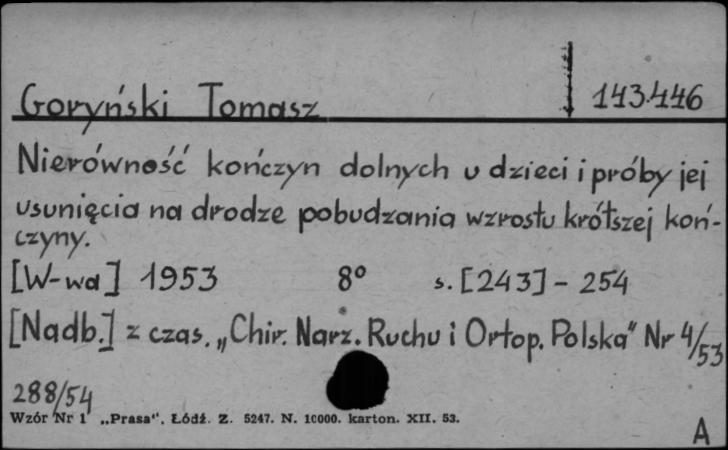 Goryński Tomasz 143.446
Nierówność kończyn dolnych u dzieci i próby jej
usunięcia na drodze pobudzania wzrostu krótszej koń-
czyny.
[W-wa] 1953 8° s. [243] - 254
[Nadb.] z czas. „Chir. Narz. Ruchu i Ortop. Polska" Nr 4/53
288/54
Wzór Nr 1 „Prasa". Łódź. Z. 5247. N. 10000. karton. XII. 53.
A